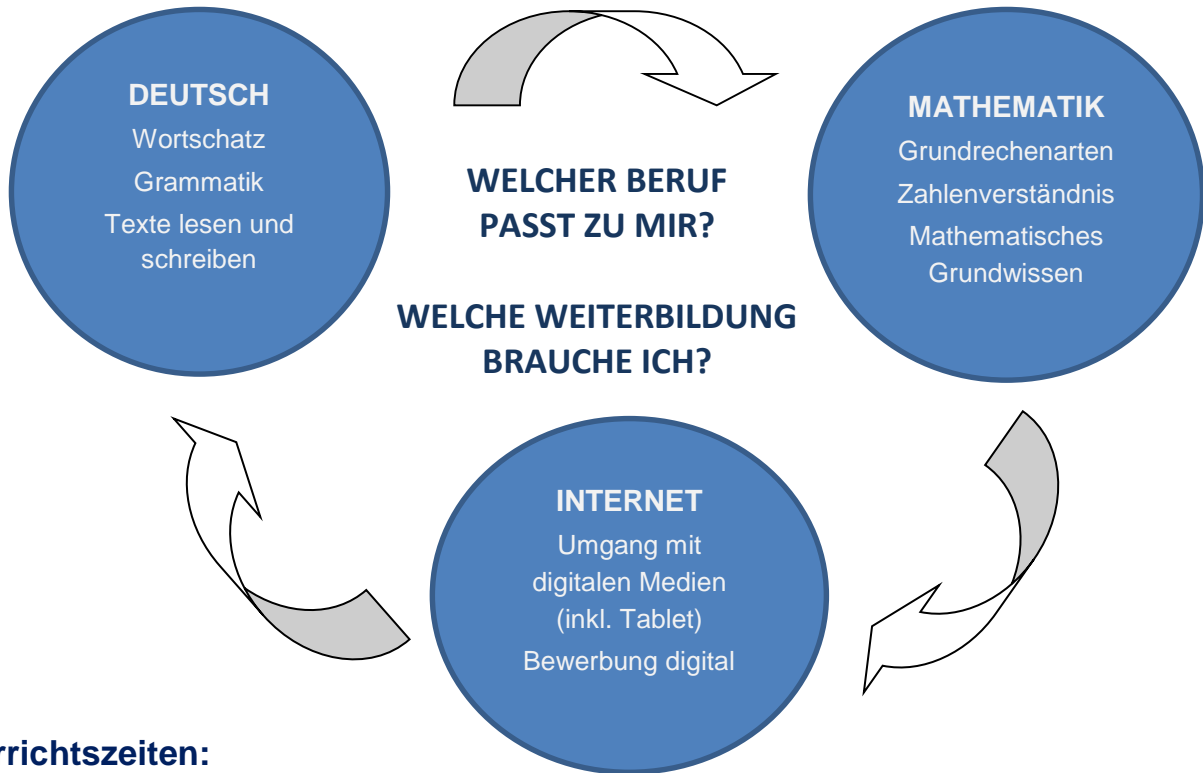 DEUTSCH
Wortschatz
Grammatik
Texte lesen und
schreiben
WELCHER BERUF
PASST ZU MIR?
WELCHE WEITERBILDUNG
BRAUCHE ICH?
MATHEMATIK
Grundrechenarten
Zahlenverständnis
Mathematisches
Grundwissen
INTERNET
Umgang mit
digitalen Medien
(inkl. Tablet)
Bewerbung digital
rrichtszeiten: